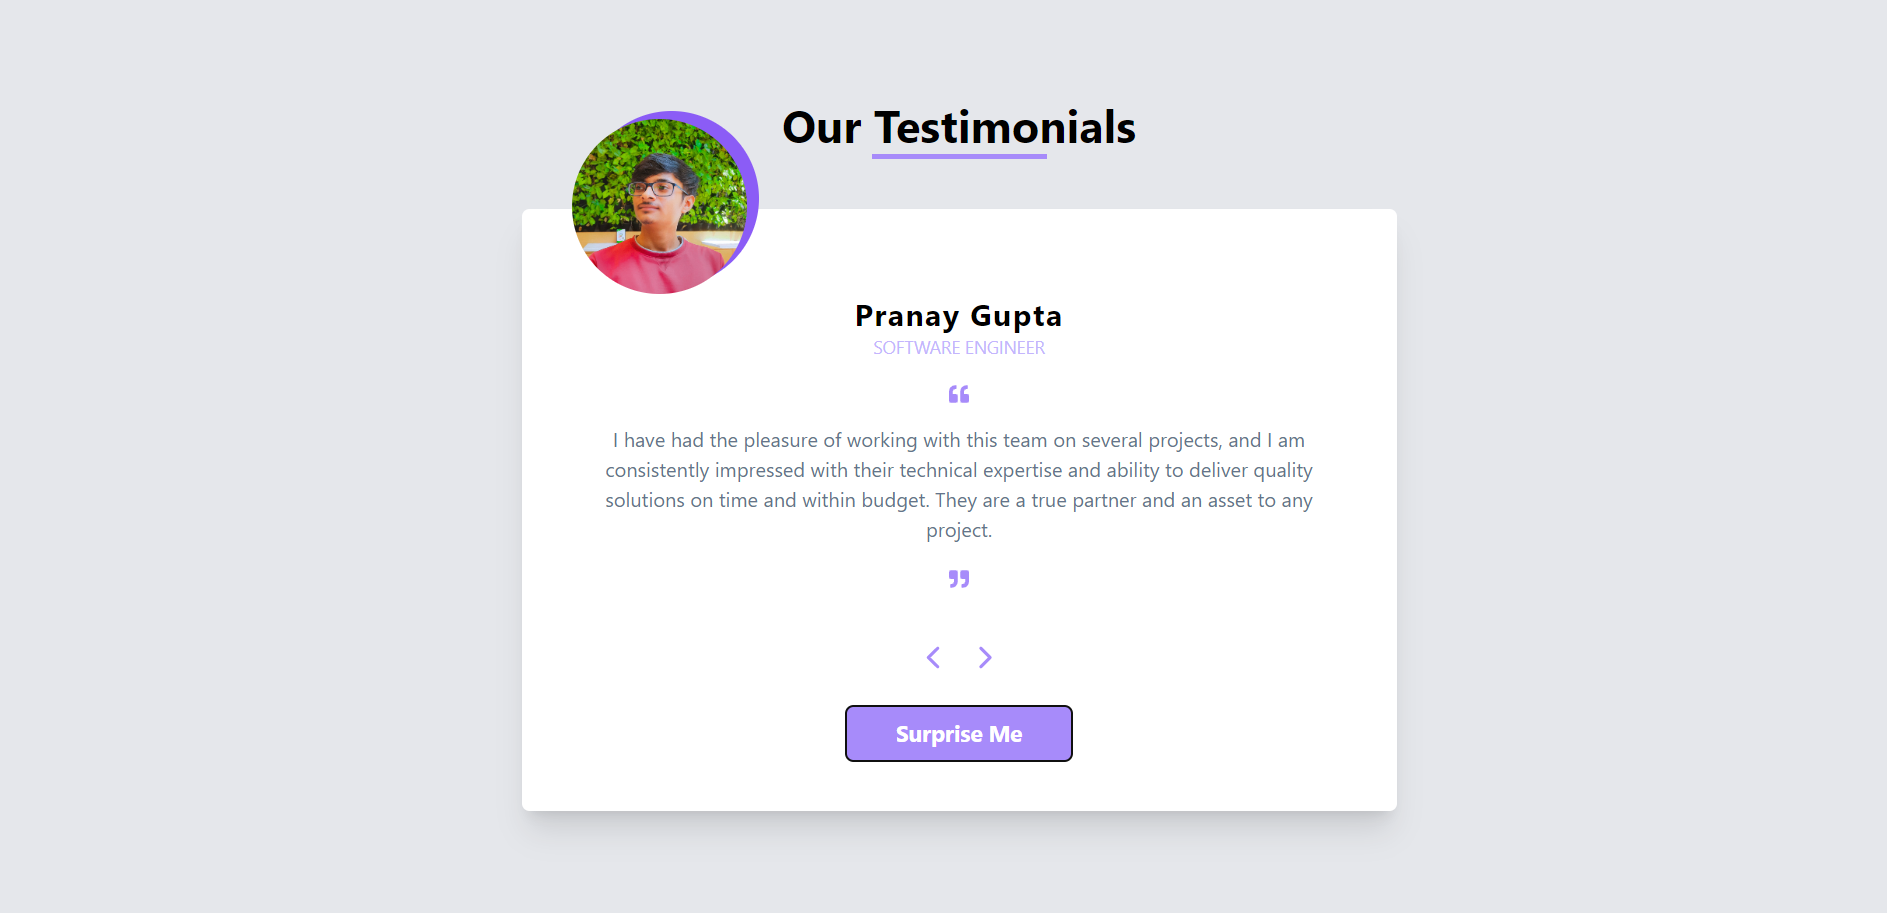 Our Testimonials
Pranay Gupta
SOFTWARE ENGINEER
❝
I have had the pleasure of working with this team on several projects, and I am
consistently impressed with their technical expertise and ability to deliver quality
solutions on time and within budget. They are a true partner and an asset to any
project.
❞
Surprise Me